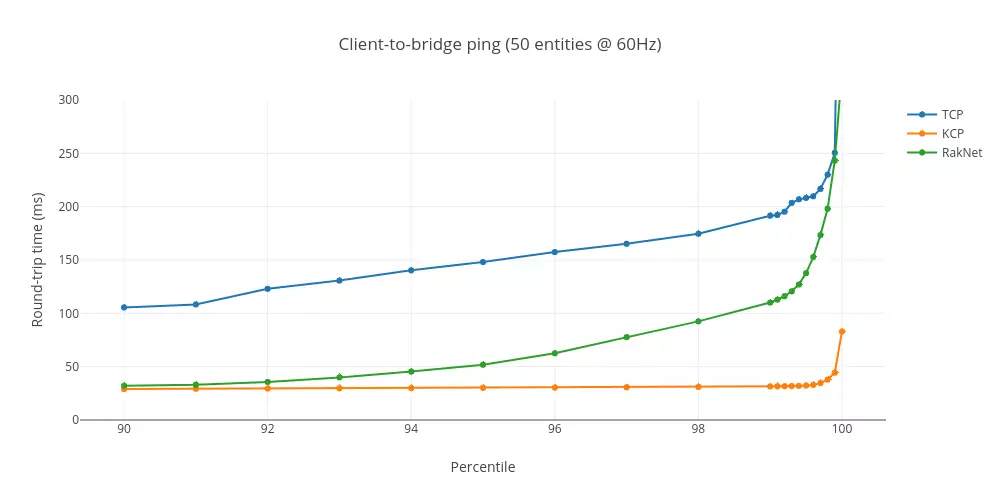 Client-to-bridge ping (50 entities @ 60Hz)
300
250
200
150
100
50
0
Round-trip time (ms)
90
92
94
96
98
100
Percentile
TCP
KCP
RakNet